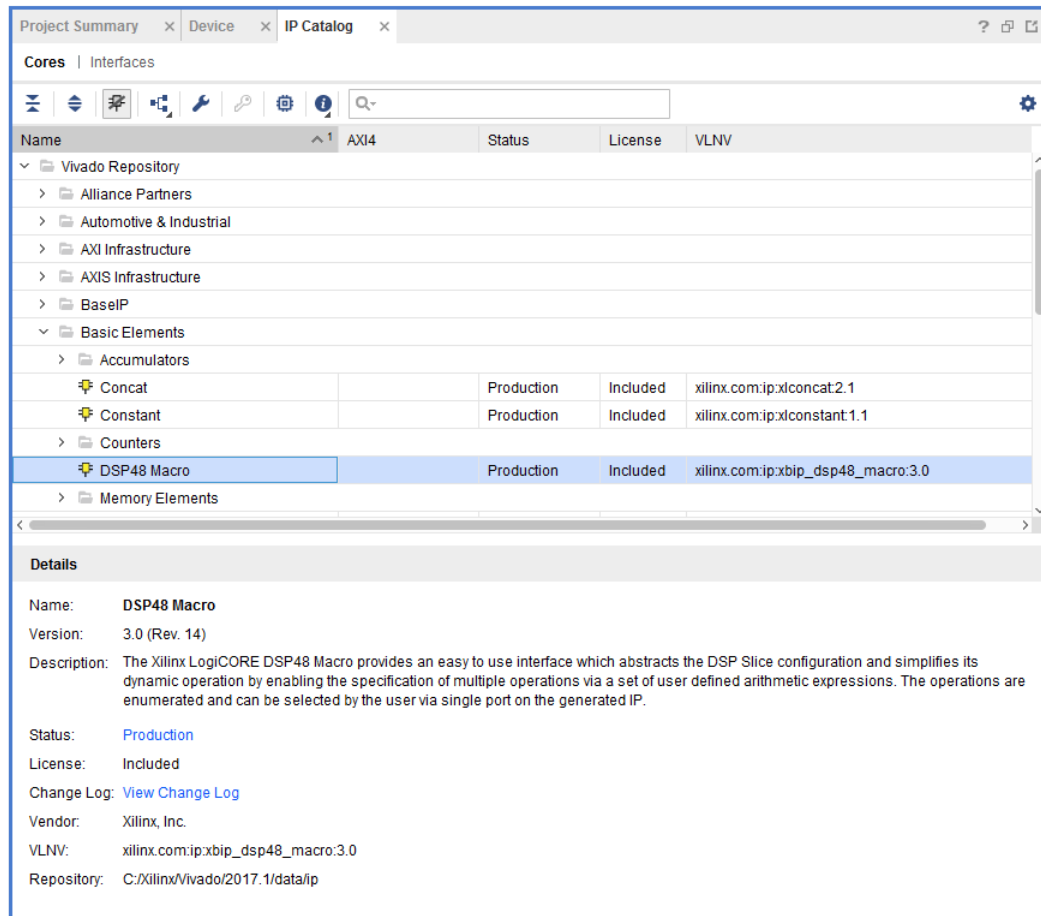 Project Summary × Device × IP Catalog × ?
Cores | Interfaces
Name 1 AXI4 Status License VLNV
Vivado Repository
Alliance Partners
Automotive & Industrial
AXI Infrastructure
AXIS Infrastructure
BaseIP
Basic Elements
Accumulators
Concat Production Included xilinx.com:ip:xlconcat:2.1
Constant Production Included xilinx.com:ip:xlconstant:1.1
Counters
DSP48 Macro Production Included xilinx.com:ip:xbip_dsp48_macro:3.0
Memory Elements
Details
Name: DSP48 Macro
Version: 3.0 (Rev. 14)
Description: The Xilinx LogiCORE DSP48 Macro provides an easy to use interface which abstracts the DSP Slice configuration and simplifies its
dynamic operation by enabling the specification of multiple operations via a set of user defined arithmetic expressions. The operations are
enumerated and can be selected by the user via single port on the generated IP.
Status: Production
License: Included
Change Log: View Change Log
Vendor: Xilinx, Inc.
VLNV: xilinx.com:ip:xbip_dsp48_macro:3.0
Repository: C:/Xilinx/Vivado/2017.1/data/ip